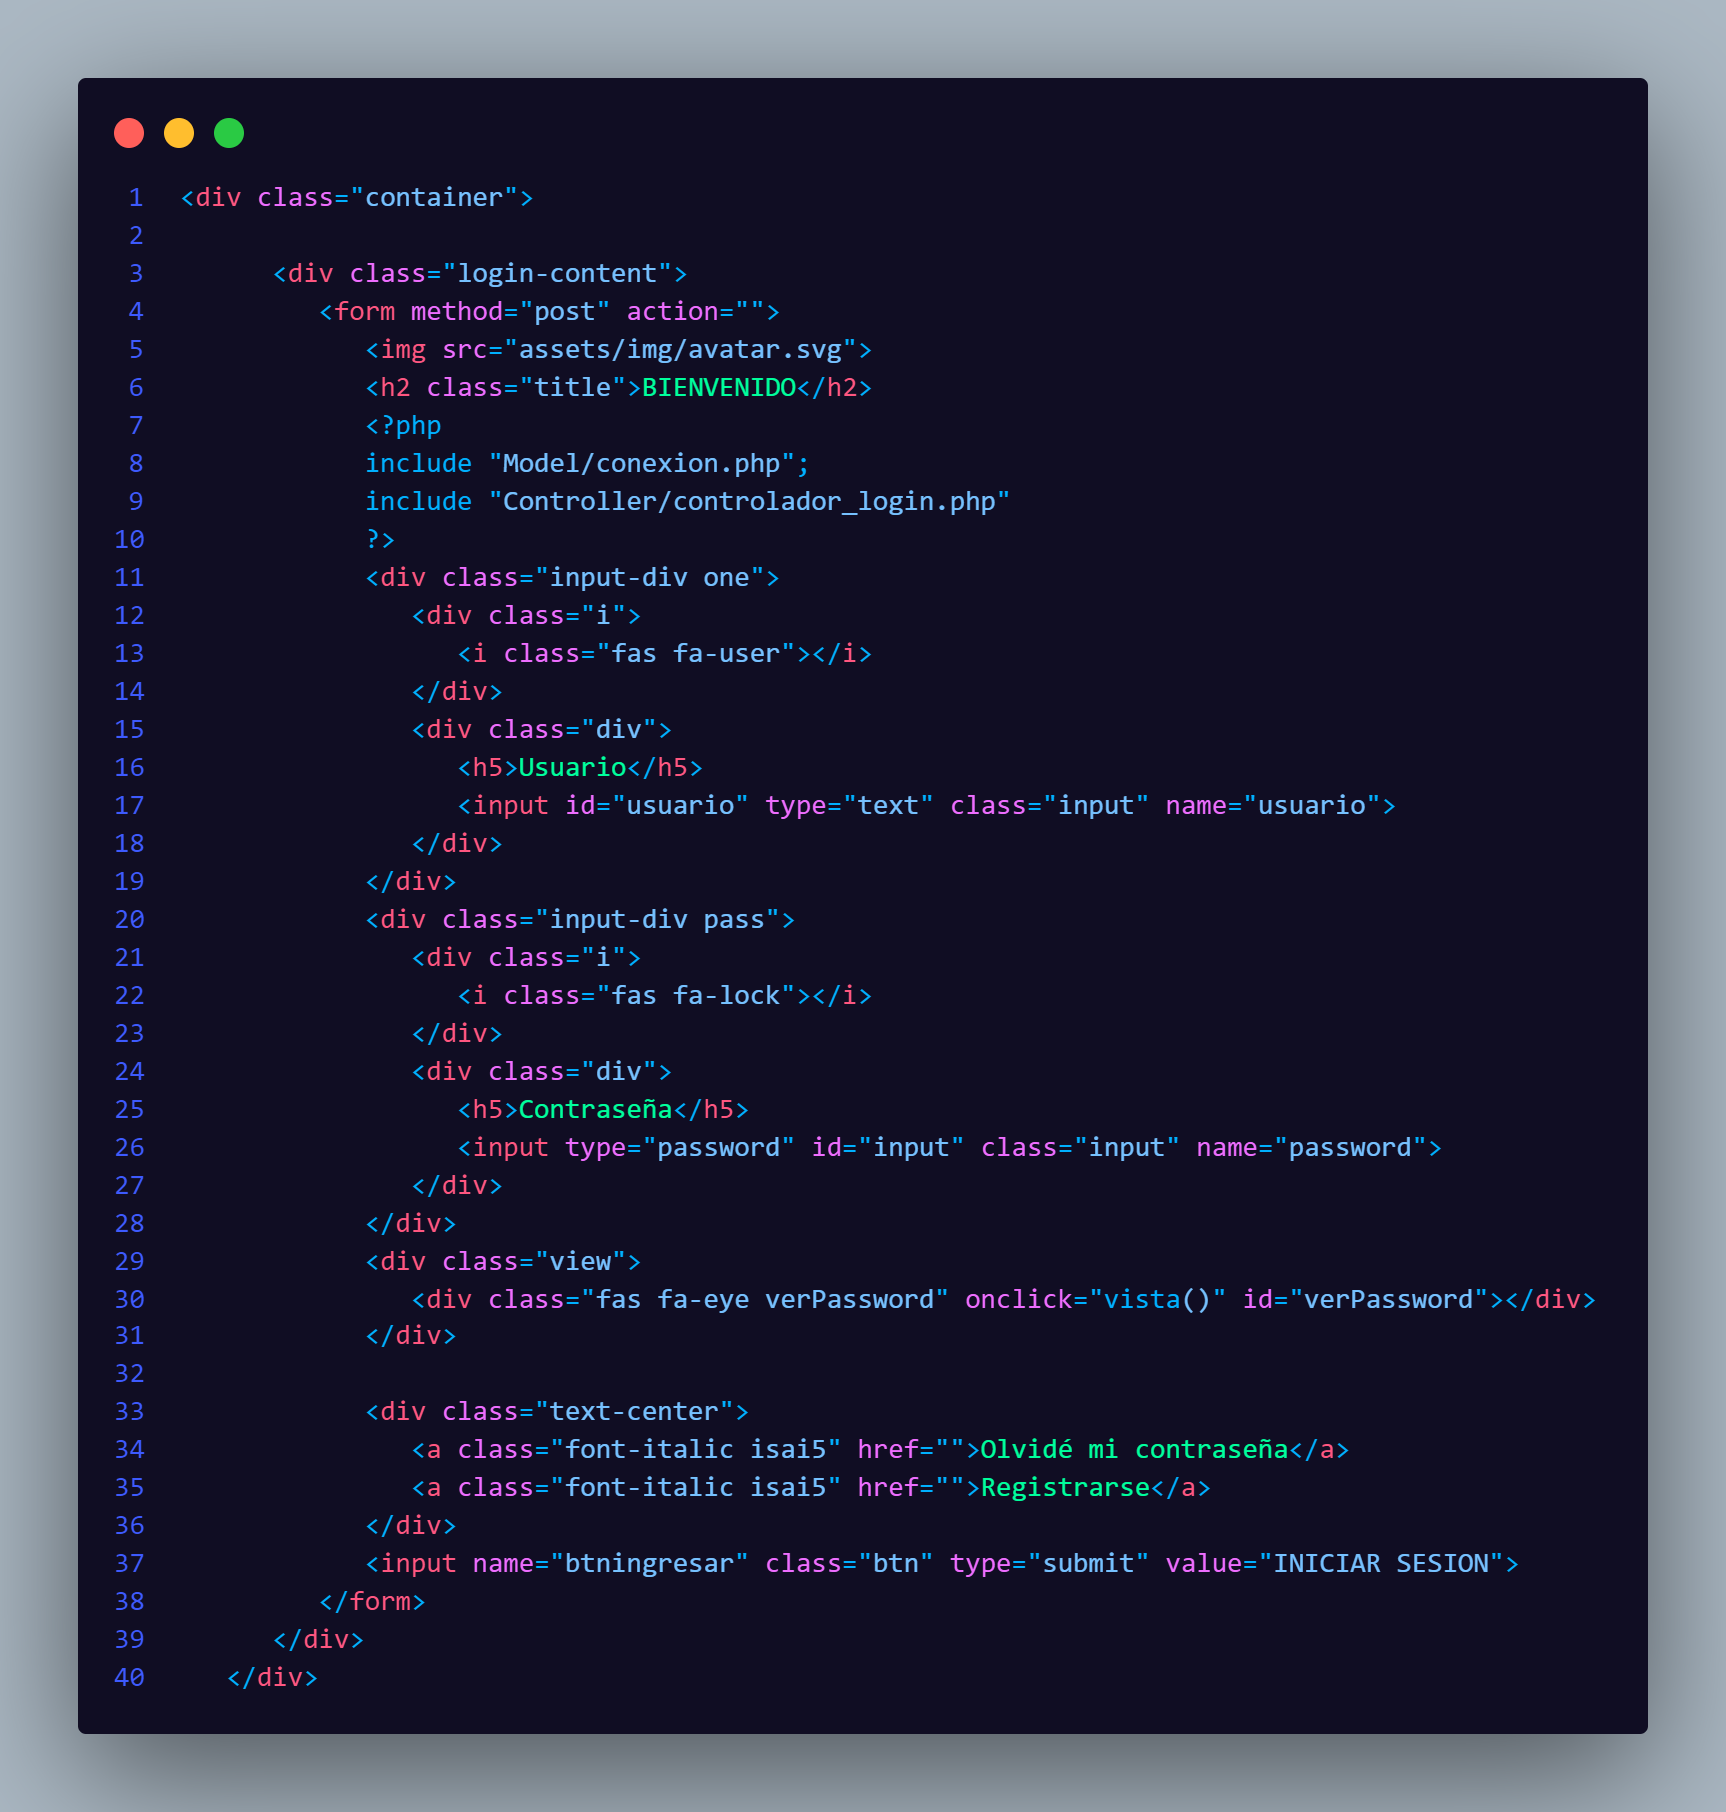 1 <div class="container">
2
3 <div class="login-content">
4 <form method="post" action="">
5 <img src="assets/img/avatar.svg">
6 <h2 class="title">BIENVENIDO</h2>
7 <?php
8 include "Model/conexion.php";
9 include "Controller/controlador_login.php"
10 ?>
11 <div class="input-div one">
12 <div class="i">
13 <i class="fas fa-user"></i>
14 </div>
15 <div class="div">
16 <h5>Usuario</h5>
17 <input id="usuario" type="text" class="input" name="usuario">
18 </div>
19 </div>
20 <div class="input-div pass">
21 <div class="i">
22 <i class="fas fa-lock"></i>
23 </div>
24 <div class="div">
25 <h5>Contraseña</h5>
26 <input type="password" id="input" class="input" name="password">
27 </div>
28 </div>
29 <div class="view">
30 <div class="fas fa-eye verPassword" onclick="vista()" id="verPassword"></div>
31 </div>
32
33 <div class="text-center">
34 <a class="font-italic isai5" href="">Olvidé mi contraseña</a>
35 <a class="font-italic isai5" href="">Registrarse</a>
36 </div>
37 <input name="btningresar" class="btn" type="submit" value="INICIAR SESION">
38 </form>
39 </div>
40 </div>